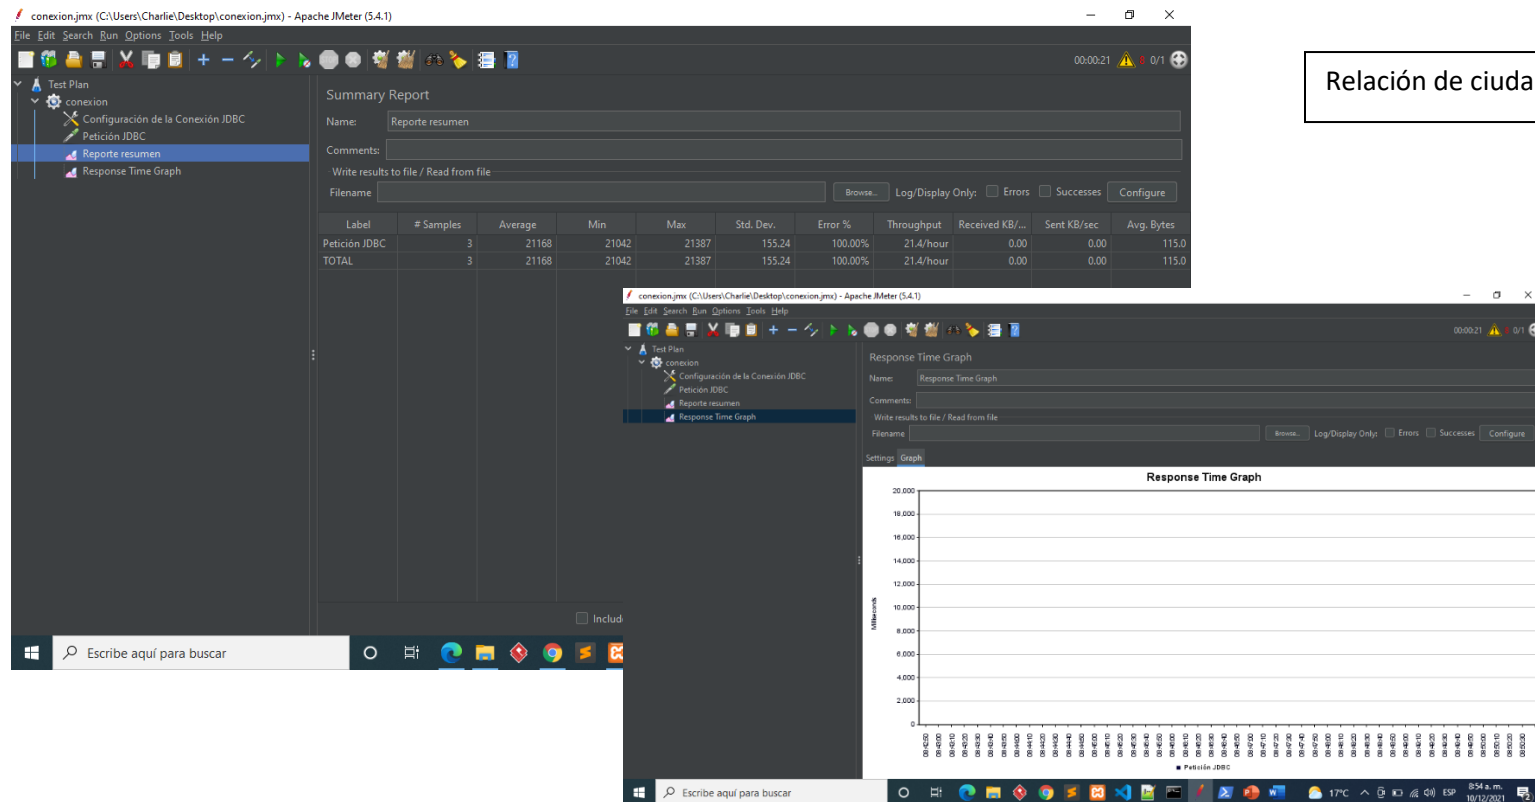 conexion.jmx (C:\Users\Charlie\Desktop\conexion.jmx) - Apache JMeter (5.4.1)
File Edit Search Run Options Tools Help
00:00:21 0/1
Test Plan
conexion
Configuración de la Conexión JDBC
Petición JDBC
Reporte resumen
Response Time Graph
Summary Report
Name: Reporte resumen
Comments:
Write results to file / Read from file
Filename Browse... Log/Display Only: Errors Successes Configure
Label # Samples Average Min Max Std. Dev. Error % Throughput Received KB/... Sent KB/sec Avg. Bytes
Petición JDBC 3 21168 21042 21387 155.24 100.00% 21.4/hour 0.00 0.00 115.0
TOTAL 3 21168 21042 21387 155.24 100.00% 21.4/hour 0.00 0.00 115.0
Includ
Escribe aquí para buscar
Relación de ciuda
conexion.jmx (C:\Users\Charlie\Desktop\conexion.jmx) - Apache JMeter (5.4.1)
File Edit Search Run Options Tools Help
00:00:21 0/1
Test Plan
conexion
Configuración de la Conexión JDBC
Petición JDBC
Reporte resumen
Response Time Graph
Response Time Graph
Name: Response Time Graph
Comments:
Write results to file / Read from file
Filename Browse... Log/Display Only: Errors Successes Configure
Settings Graph
Response Time Graph
Milliseconds
20,000
18,000
16,000
14,000
12,000
10,000
8,000
6,000
4,000
2,000
0
Petición JDBC
Escribe aquí para buscar
17°C ESP 8:54 a. m.
10/12/2021